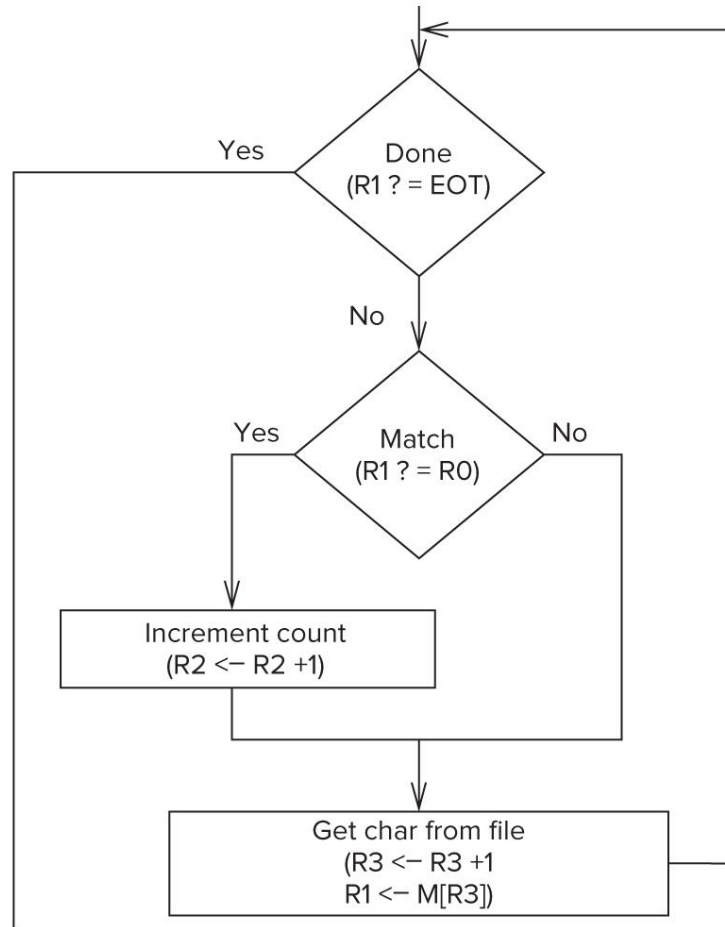 Done
(R1 ? = EOT)
Yes
No
Match
(R1 ? = R0)
Yes
No
Increment count
(R2 <– R2 +1)
Get char from file
(R3 <– R3 +1
R1 <– M[R3])